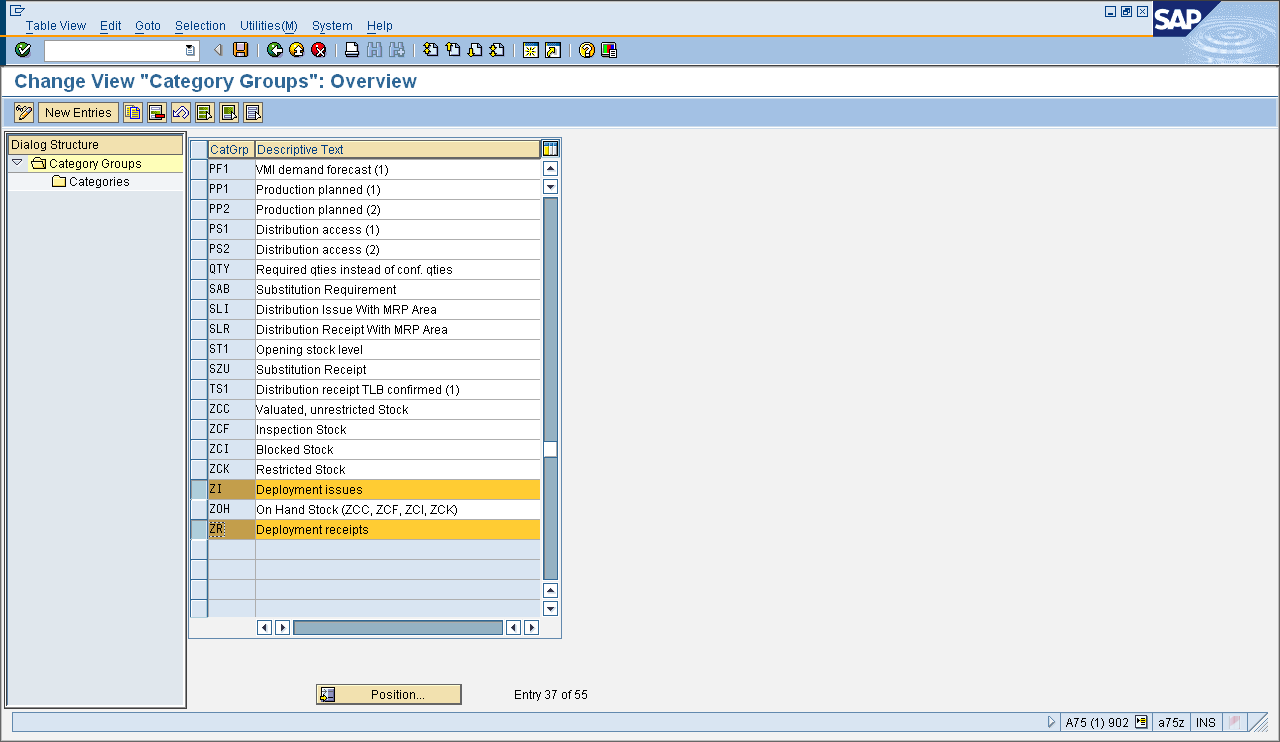 Table View Edit Goto Selection Utilities(M) System Help
SAP
Change View "Category Groups": Overview
New Entries
Dialog Structure
Category Groups
Categories
CatGrp Descriptive Text
PF1 VMI demand forecast (1)
PP1 Production planned (1)
PP2 Production planned (2)
PS1 Distribution access (1)
PS2 Distribution access (2)
QTY Required qties instead of conf. qties
SAB Substitution Requirement
SLI Distribution Issue With MRP Area
SLR Distribution Receipt With MRP Area
ST1 Opening stock level
SZU Substitution Receipt
TS1 Distribution receipt TLB confirmed (1)
ZCC Valuated, unrestricted Stock
ZCF Inspection Stock
ZCI Blocked Stock
ZCK Restricted Stock
ZI Deployment issues
ZOH On Hand Stock (ZCC, ZCF, ZCI, ZCK)
ZR Deployment receipts
Position... Entry 37 of 55
A75 (1) 902 a75z INS